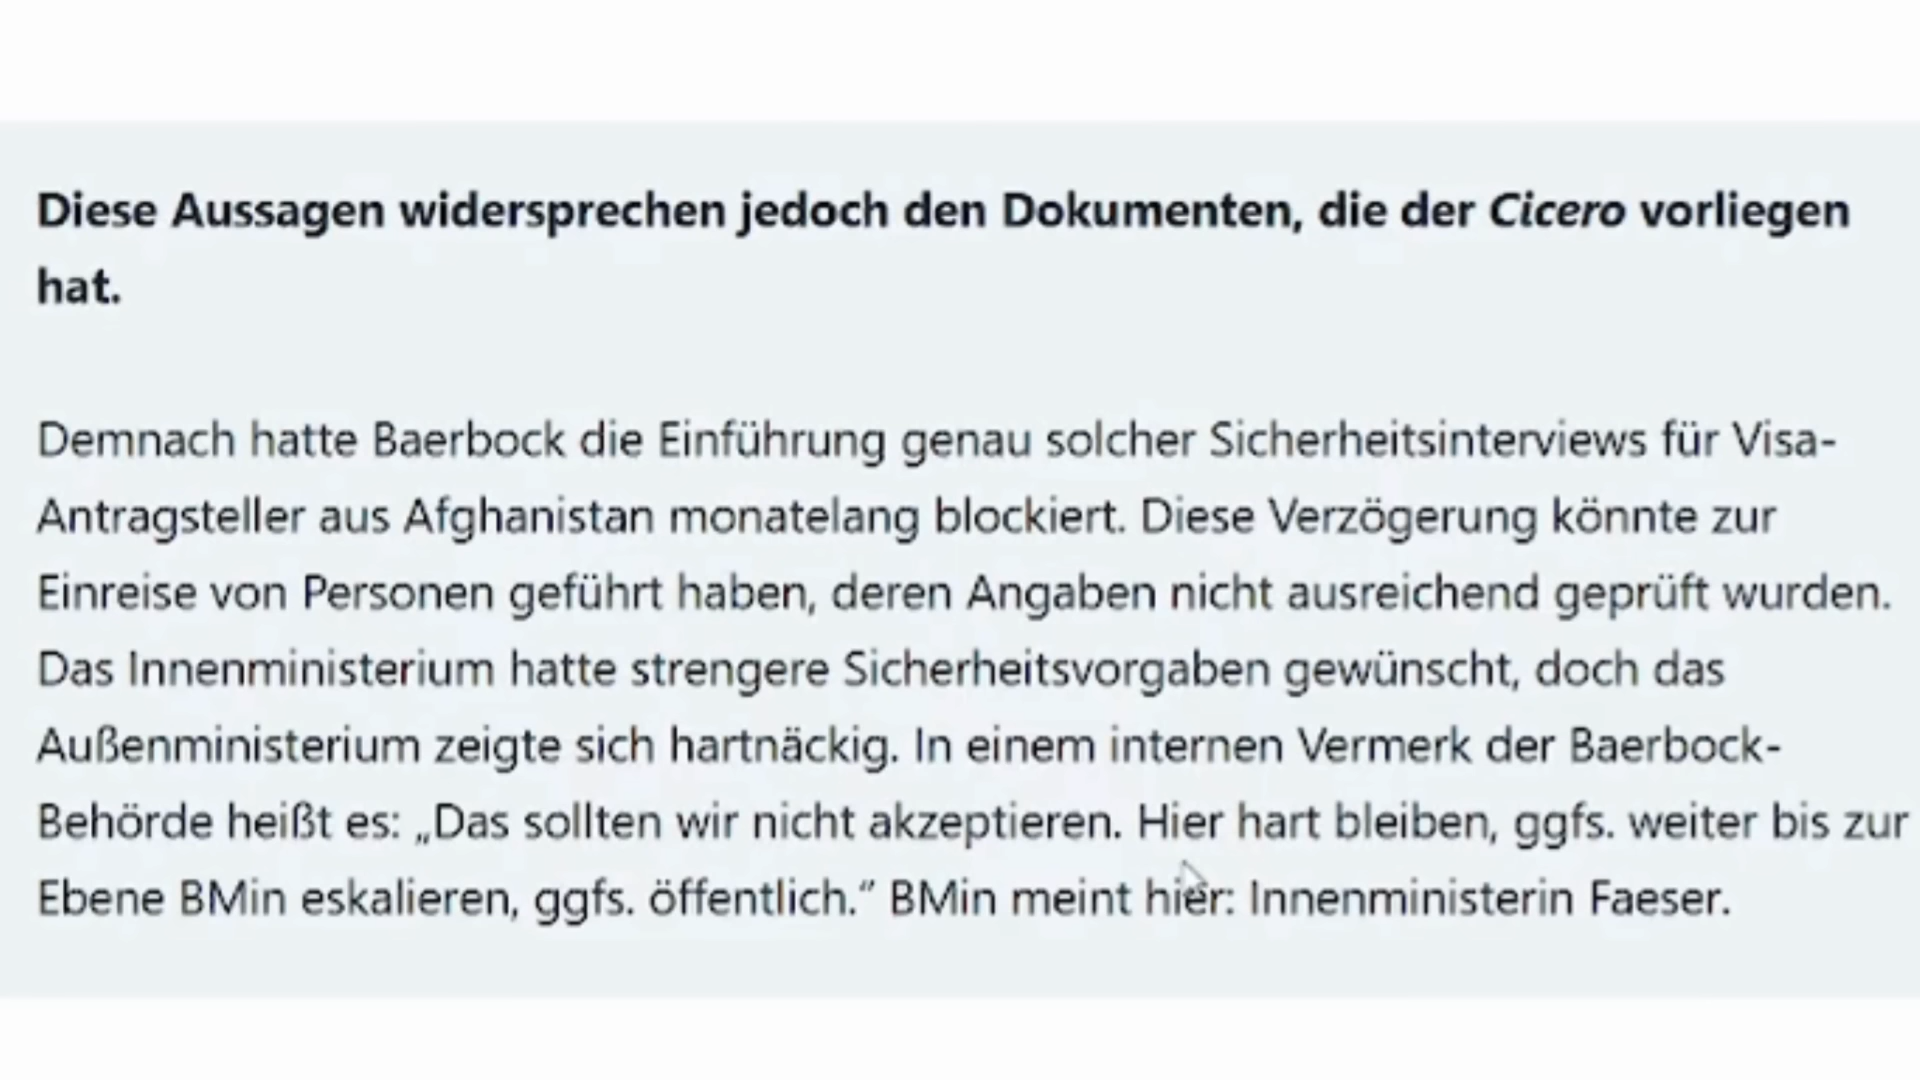 Diese Aussagen widersprechen jedoch den Dokumenten, die der Cicero vorliegen
hat.
Demnach hatte Baerbock die Einführung genau solcher Sicherheitsinterviews für Visa-
Antragsteller aus Afghanistan monatelang blockiert. Diese Verzögerung könnte zur
Einreise von Personen geführt haben, deren Angaben nicht ausreichend geprüft wurden.
Das Innenministerium hatte strengere Sicherheitsvorgaben gewünscht, doch das
Außenministerium zeigte sich hartnäckig. In einem internen Vermerk der Baerbock-
Behörde heißt es: „Das sollten wir nicht akzeptieren. Hier hart bleiben, ggfs. weiter bis zur
Ebene BMin eskalieren, ggfs. öffentlich.“ BMin meint hier: Innenministerin Faeser.